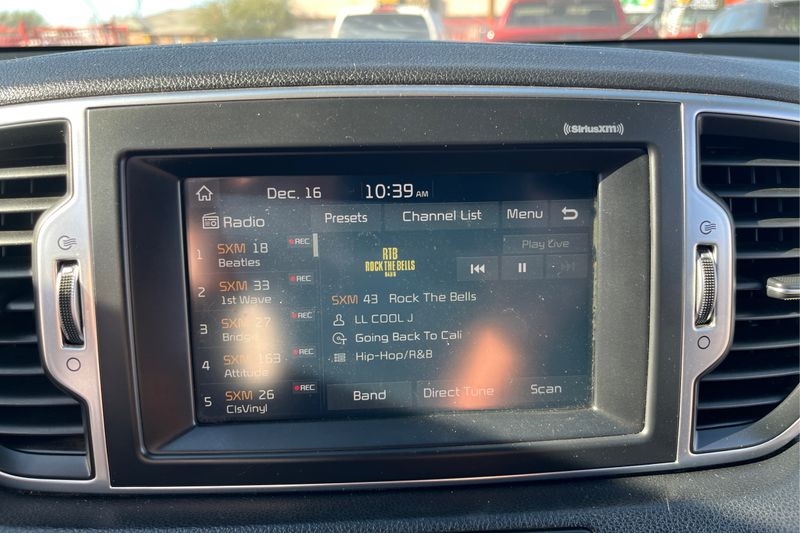 ((SiriusXM))
Dec. 16 10:39 AM
Radio Presets Channel List Menu
1 SXM 18 REC
Beatles
2 SXM 33 REC
1st Wave
3 SXM 27 REC
Bridge
4 SXM 163 REC
Attitude
5 SXM 26 REC
ClsVinyl
Play Live
RTB
ROCK THE BELLS
RADIO
SXM 43 Rock The Bells
LL COOL J
Going Back To Cali
Hip-Hop/R&B
Band Direct Tune Scan